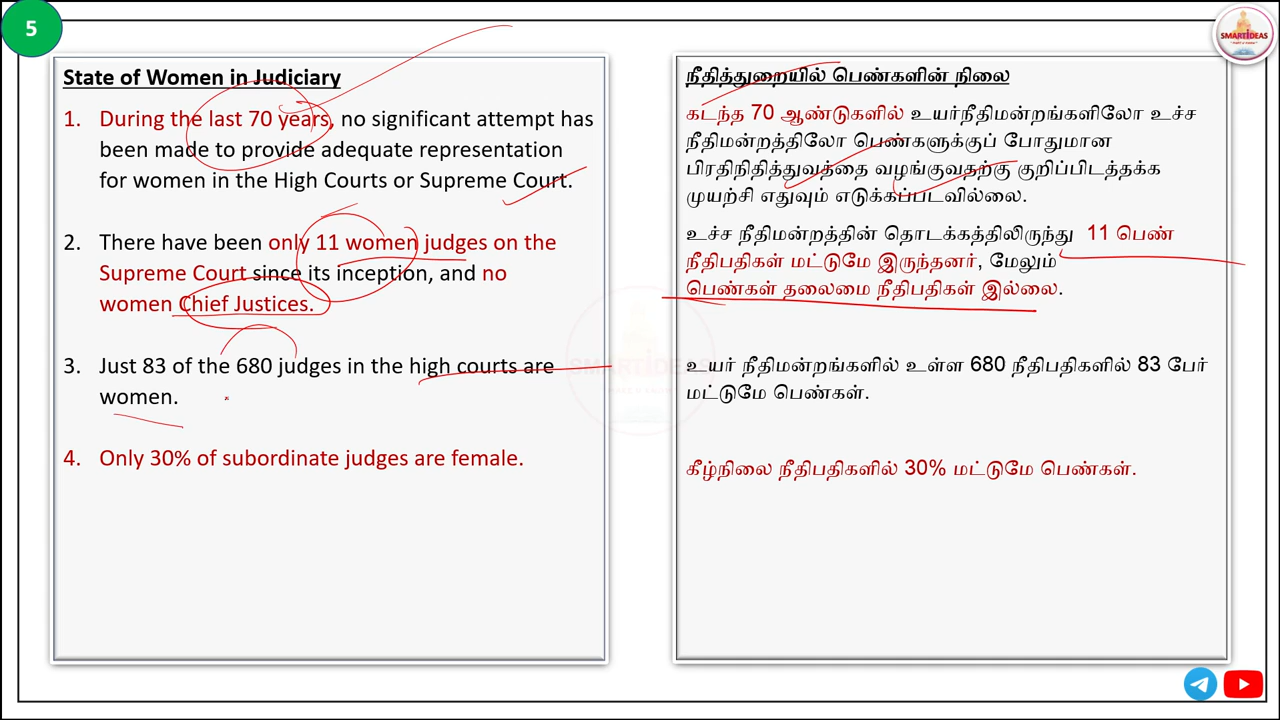 5
SMARTIDEAS
State of Women in Judiciary
1. During the last 70 years, no significant attempt has
been made to provide adequate representation
for women in the High Courts or Supreme Court.
2. There have been only 11 women judges on the
Supreme Court since its inception, and no
women Chief Justices.
3. Just 83 of the 680 judges in the high courts are
women.
4. Only 30% of subordinate judges are female.
நீதித்துறையில் பெண்களின் நிலை
கடந்த 70 ஆண்டுகளில் உயர்நீதிமன்றங்களிலோ உச்ச
நீதிமன்றத்திலோ பெண்களுக்குப் போதுமான
பிரதிநிதித்துவத்தை வழங்குவதற்கு குறிப்பிடத்தக்க
முயற்சி எதுவும் எடுக்கப்படவில்லை.
உச்ச நீதிமன்றத்தின் தொடக்கத்திலிருந்து 11 பெண்
நீதிபதிகள் மட்டுமே இருந்தனர், மேலும்
பெண்கள் தலைமை நீதிபதிகள் இல்லை.
உயர் நீதிமன்றங்களில் உள்ள 680 நீதிபதிகளில் 83 பேர்
மட்டுமே பெண்கள்.
கீழ்நிலை நீதிபதிகளில் 30% மட்டுமே பெண்கள்.
SMARTIDEAS